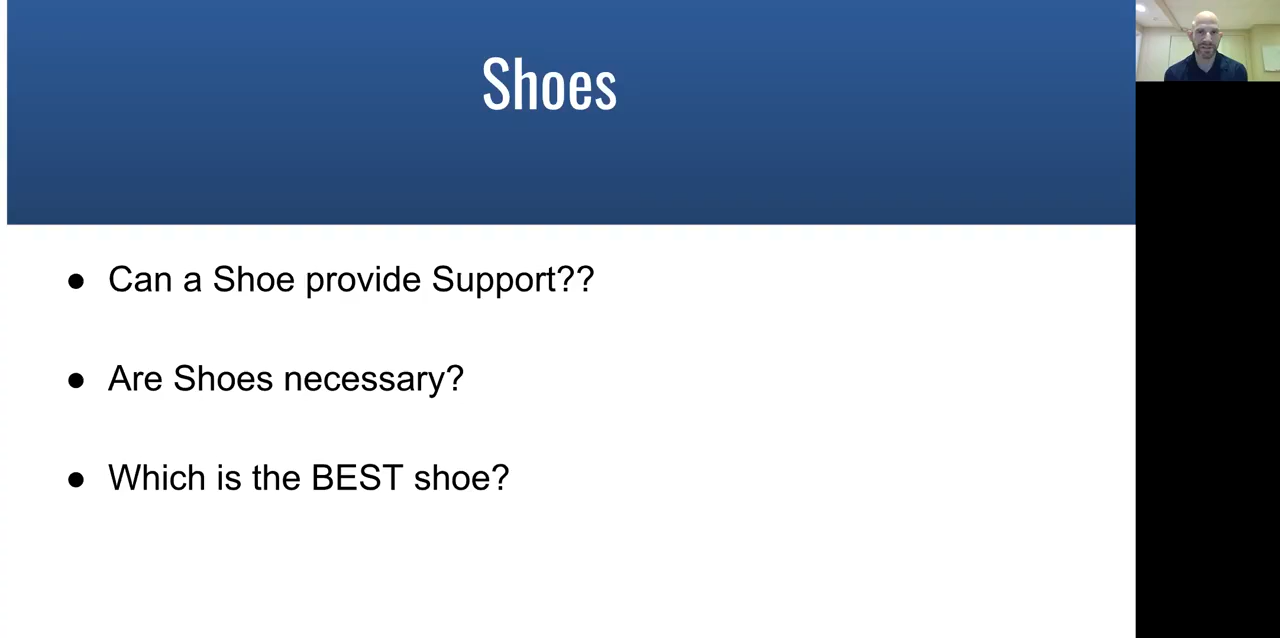 Shoes
● Can a Shoe provide Support??
● Are Shoes necessary?
● Which is the BEST shoe?